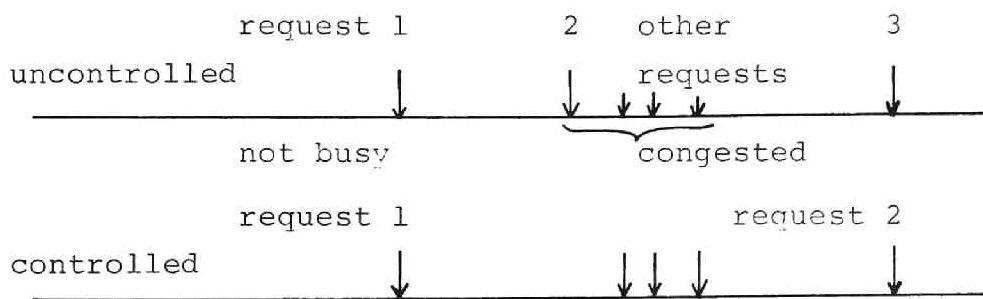 request 1 2 other 3
uncontrolled requests
not busy congested
request 1 request 2
controlled